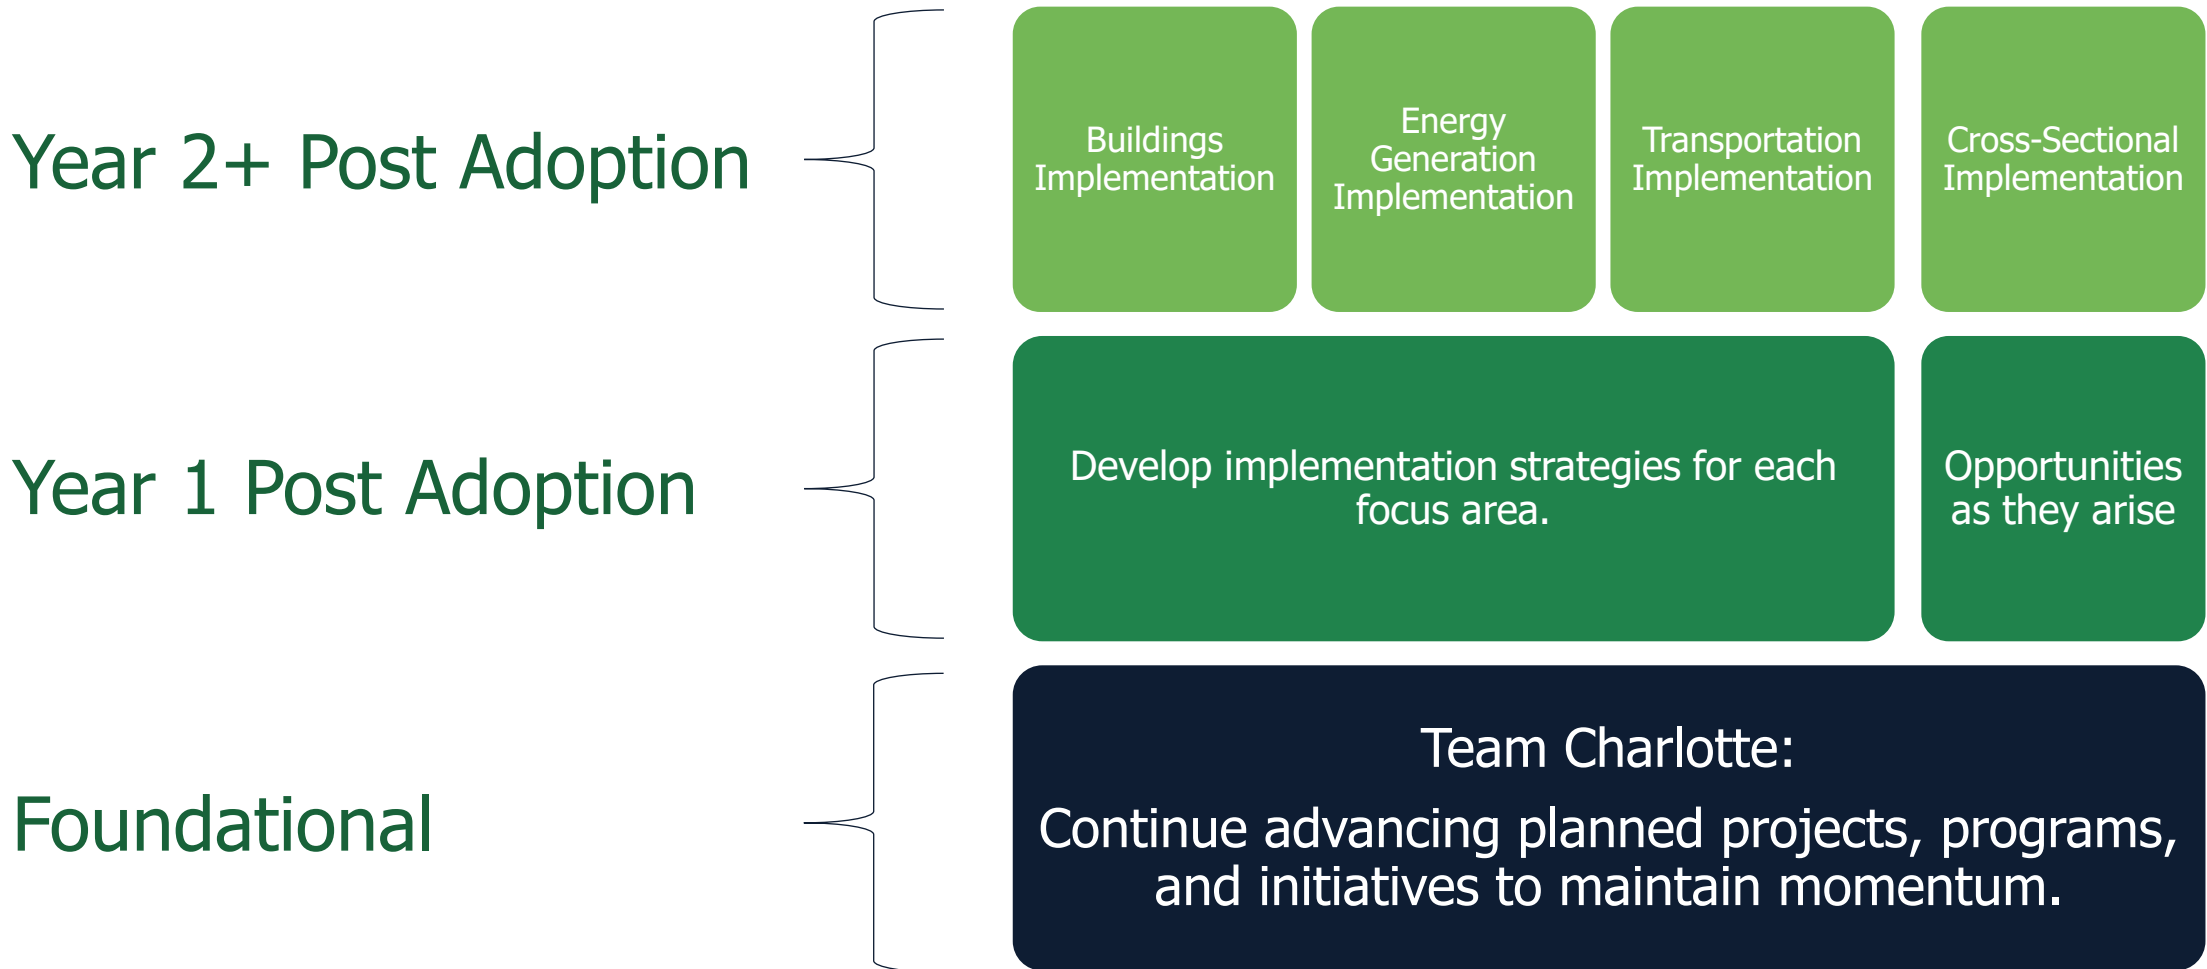 Year 2+ Post Adoption
Buildings
Implementation
Energy
Generation
Implementation
Transportation
Implementation
Cross-Sectional
Implementation
Year 1 Post Adoption
Develop implementation strategies for each
focus area.
Opportunities
as they arise
Foundational
Team Charlotte:
Continue advancing planned projects, programs,
and initiatives to maintain momentum.